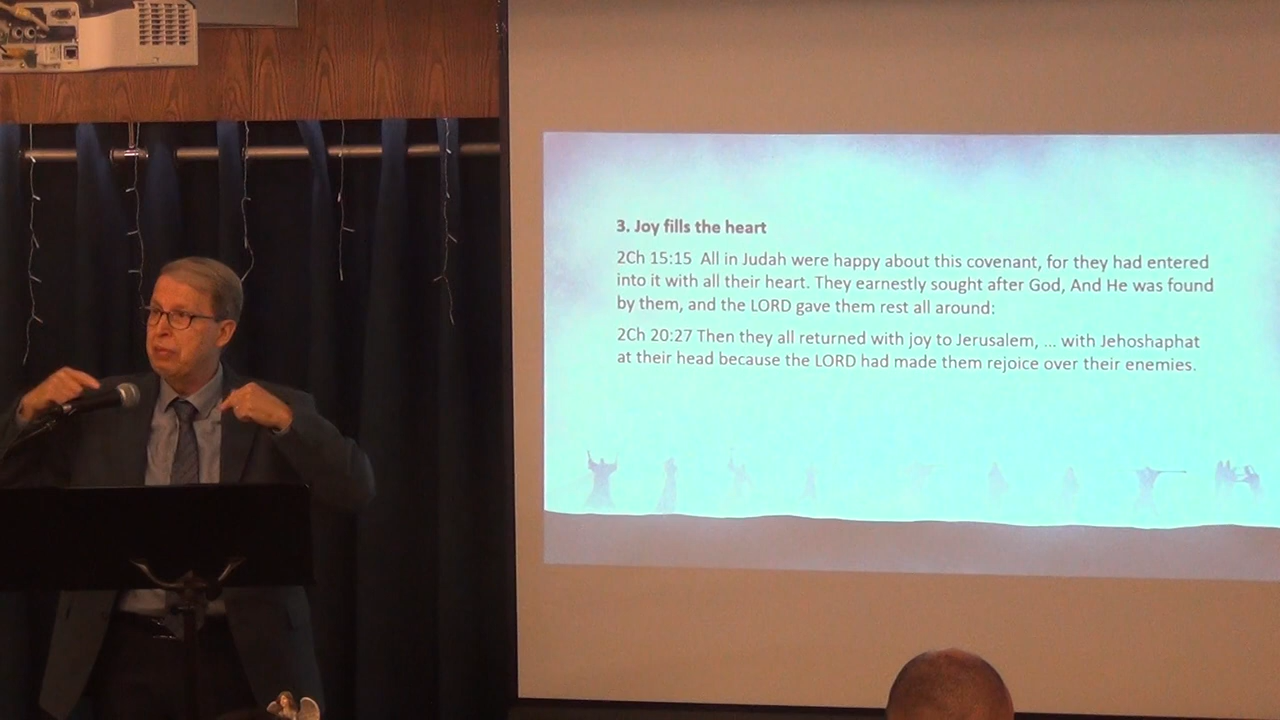 3. Joy fills the heart
2Ch 15:15 All in Judah were happy about this covenant, for they had entered
into it with all their heart. They earnestly sought after God, And He was found
by them, and the LORD gave them rest all around:
2Ch 20:27 Then they all returned with joy to Jerusalem, ... with Jehoshaphat
at their head because the LORD had made them rejoice over their enemies.